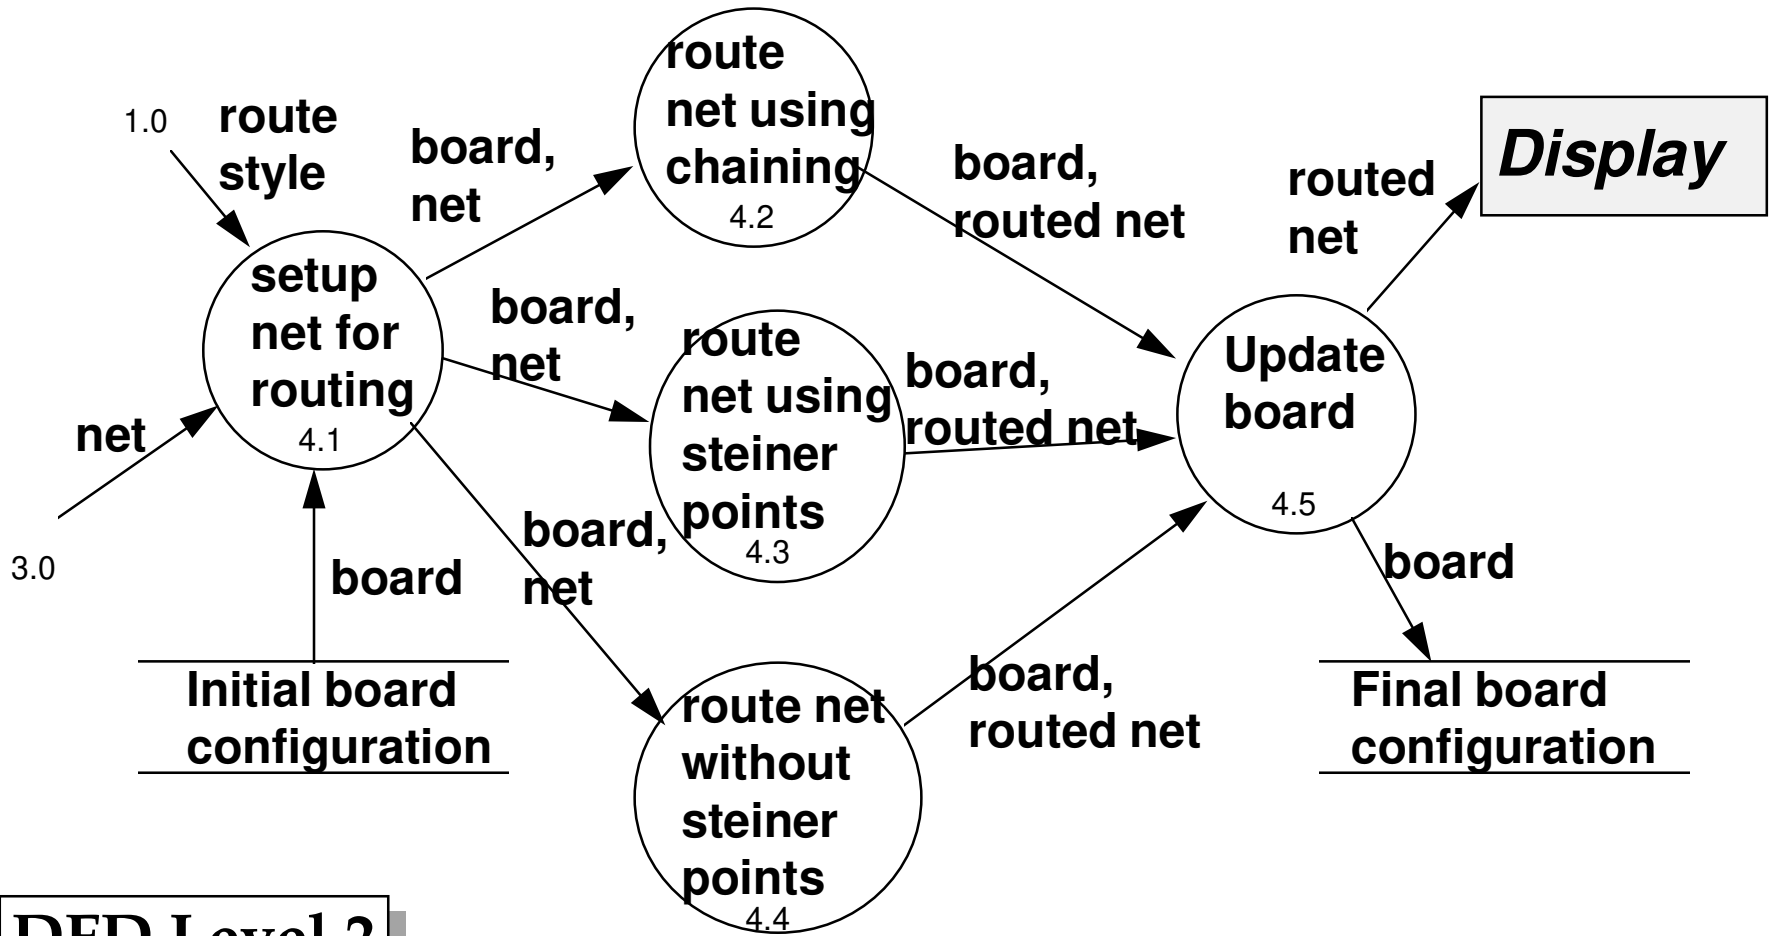 route
net using
chaining
4.2
1.0
route
style
board,
net
board,
routed net
routed
net
Display
setup
net for
routing
4.1
board,
net
route
net using
steiner
points
4.3
board,
routed net
Update
board
4.5
net
3.0
board
board,
net
board
Initial board
configuration
route net
without
steiner
points
4.4
board,
routed net
Final board
configuration
DFD Level 2